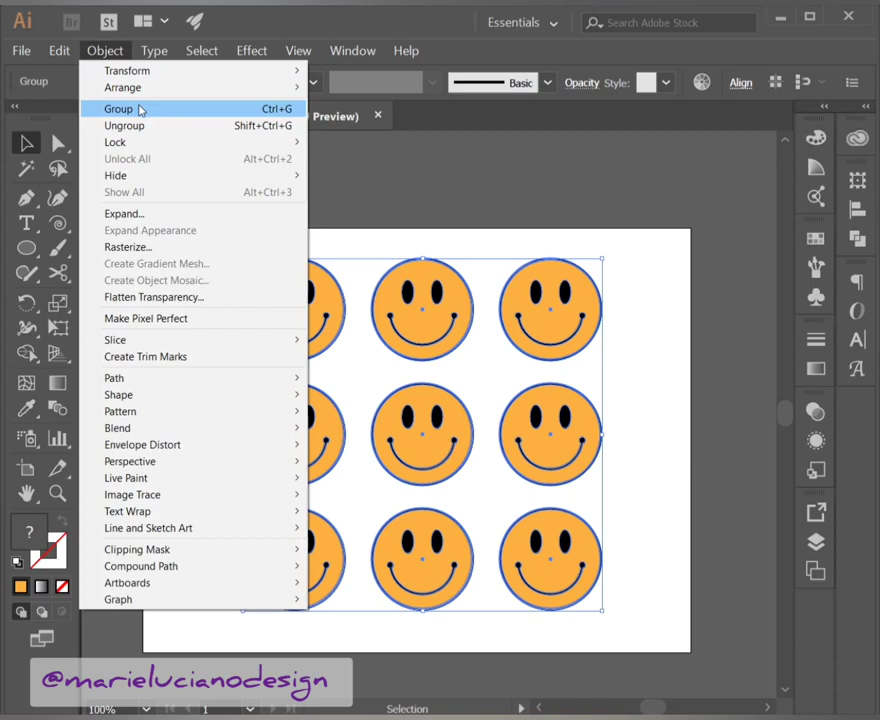 Ai Br St Essentials Search Adobe Stock
File Edit Object Type Select Effect View Window Help
Group Basic Opacity Style: Align
Preview)
Transform
Arrange
Group Ctrl+G
Ungroup Shift+Ctrl+G
Lock
Unlock All Alt+Ctrl+2
Hide
Show All Alt+Ctrl+3
Expand...
Expand Appearance
Rasterize...
Create Gradient Mesh...
Create Object Mosaic...
Flatten Transparency...
Make Pixel Perfect
Slice
Create Trim Marks
Path
Shape
Pattern
Blend
Envelope Distort
Perspective
Live Paint
Image Trace
Text Wrap
Line and Sketch Art
Clipping Mask
Compound Path
Artboards
Graph
?
@marielucianodesign
100% 1 Selection